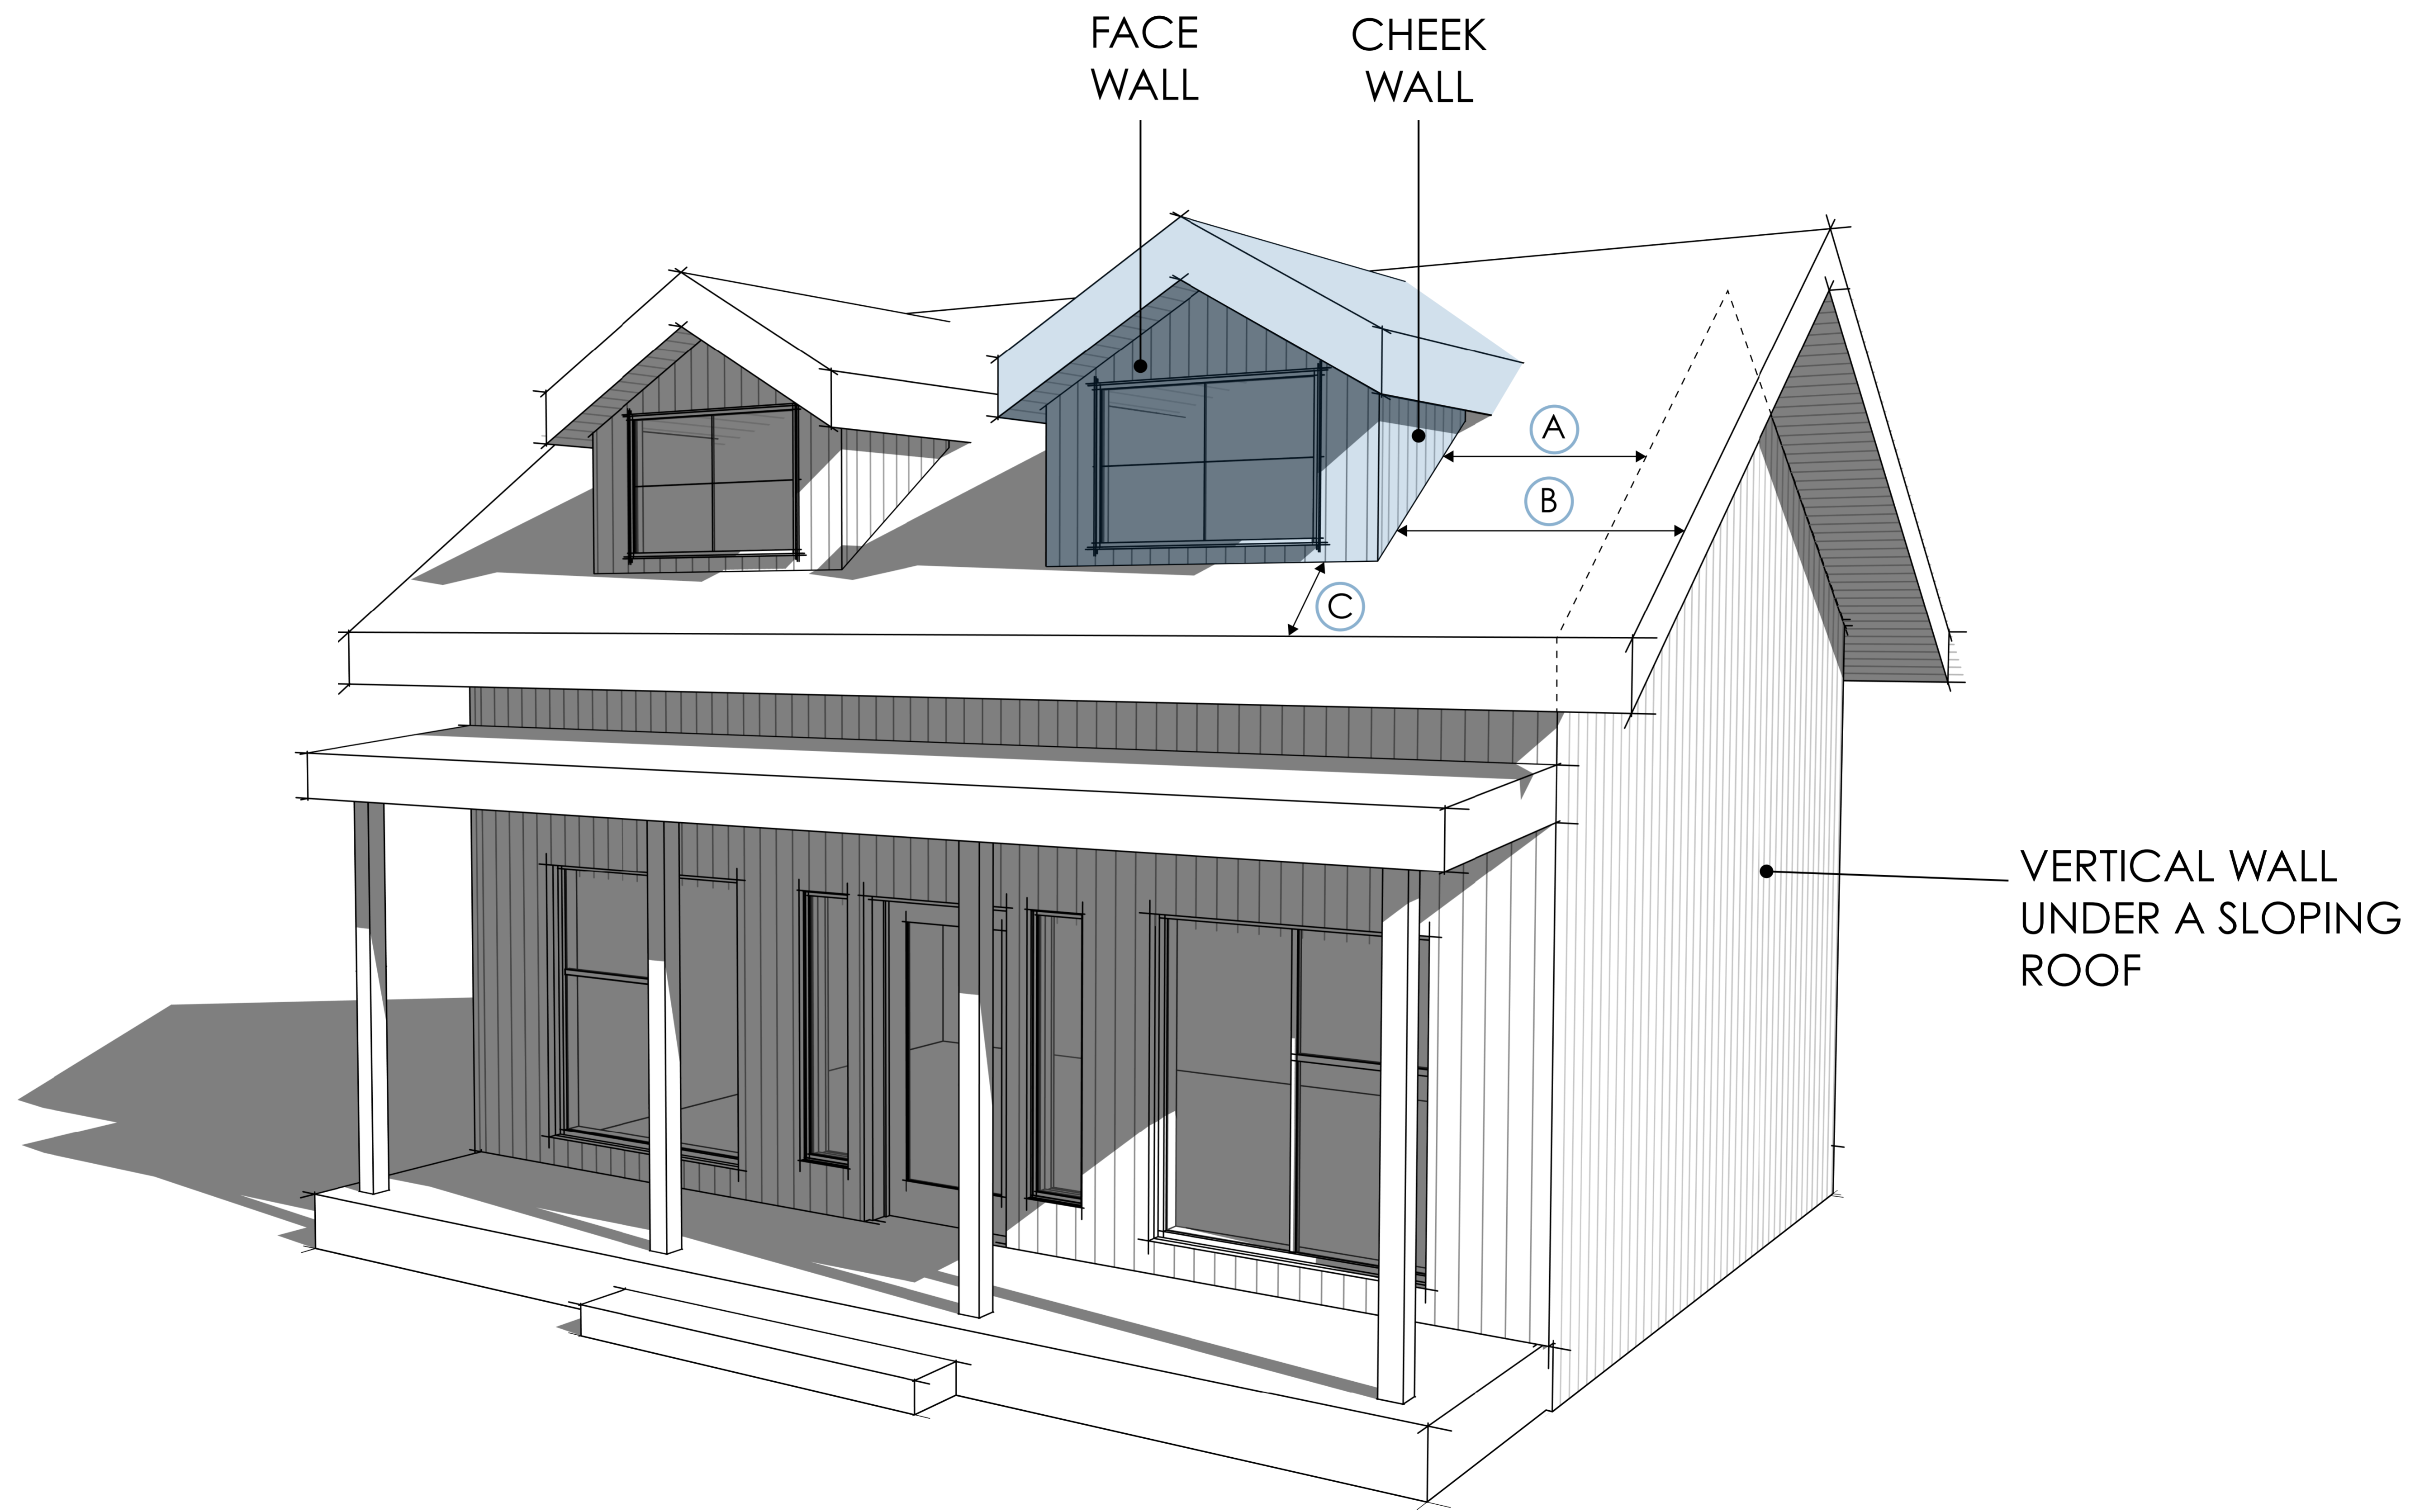 FACE
WALL
CHEEK
WALL
A
B
C
VERTICAL WALL
UNDER A SLOPING
ROOF